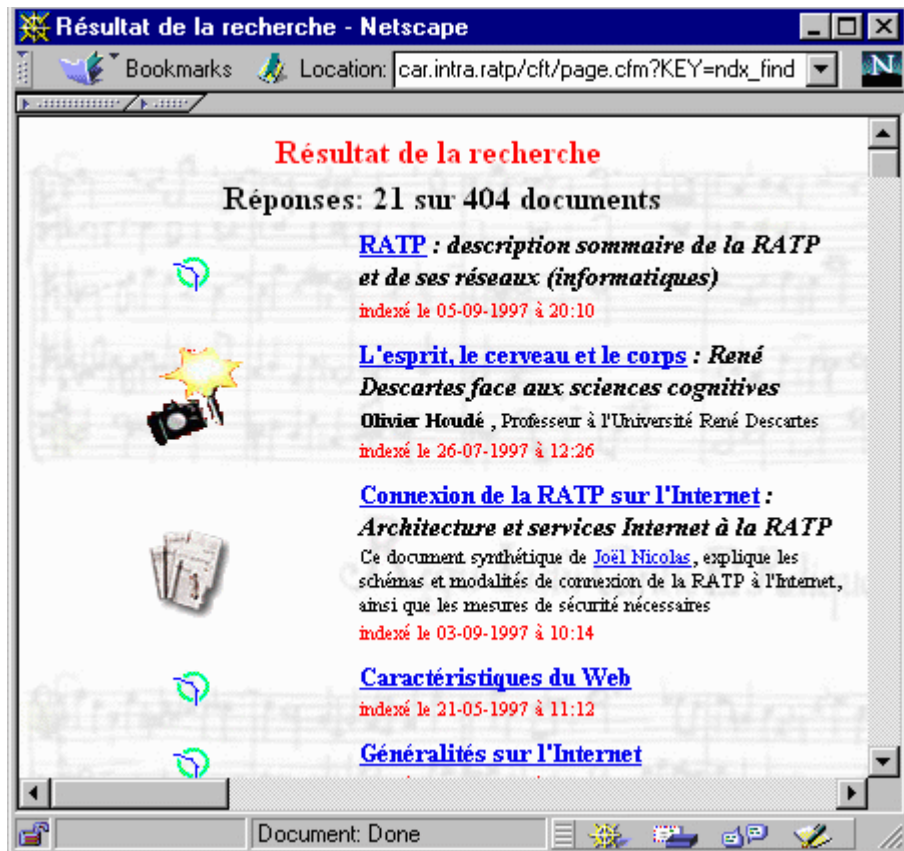 Résultat de la recherche - Netscape
Bookmarks Location: car.intra.ratp/cft/page.cfm?KEY=ndx_find
N
Résultat de la recherche
Réponses: 21 sur 404 documents
RATP : description sommaire de la RATP
et de ses réseaux (informatiques)
indexé le 05-09-1997 à 20:10
L'esprit, le cerveau et le corps : René
Descartes face aux sciences cognitives
Olivier Houdé , Professeur à l'Université René Descartes
indexé le 26-07-1997 à 12:26
Connexion de la RATP sur l'Internet :
Architecture et services Internet à la RATP
Ce document synthétique de Joël Nicolas, explique les
schémas et modalités de connexion de la RATP à l'Internet,
ainsi que les mesures de sécurité nécessaires
indexé le 03-09-1997 à 10:14
Caractéristiques du Web
indexé le 21-05-1997 à 11:12
Généralités sur l'Internet
Document: Done